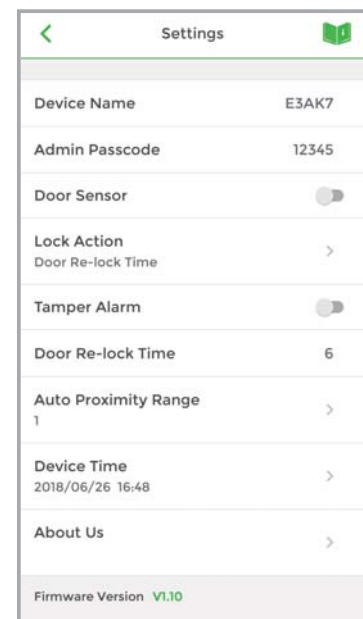 Settings
Device Name E3AK7
Admin Passcode 12345
Door Sensor
Lock Action
Door Re-lock Time
Tamper Alarm
Door Re-lock Time 6
Auto Proximity Range
1
Device Time
2018/06/26 16:48
About Us
Firmware Version V1.10